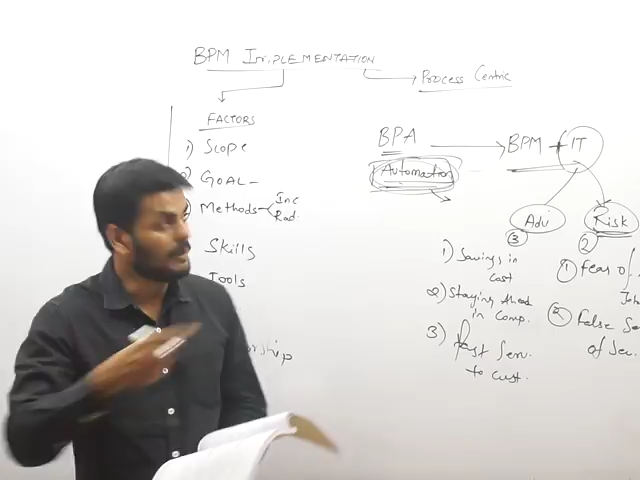 BPM IMPLEMENTATION
Process Centric
FACTORS
1) Scope
GOAL -
Methods Inc
Rad.
Skills
Tools
BPA
BPM + IT
Automation
Adv Risk
3
2
1) Savings in
cost
2) Staying Ahead
in Comp.
3) Fast Serv.
to cust.
1 Fear of
Job
2 False Se
of Sec.